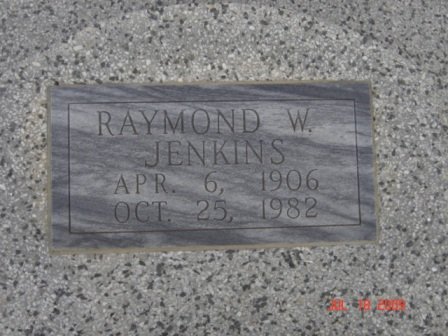 RAYMOND W.
JENKINS
APR. 6, 1906
OCT. 25, 1982